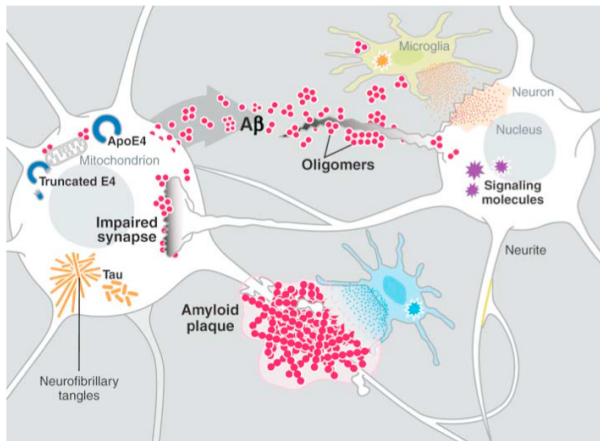 Microglia
Neuron
Nucleus
Signaling
molecules
Aβ
Oligomers
ApoE4
Mitochondrion
Truncated E4
Impaired
synapse
Tau
Neurite
Amyloid
plaque
Neurofibrillary
tangles